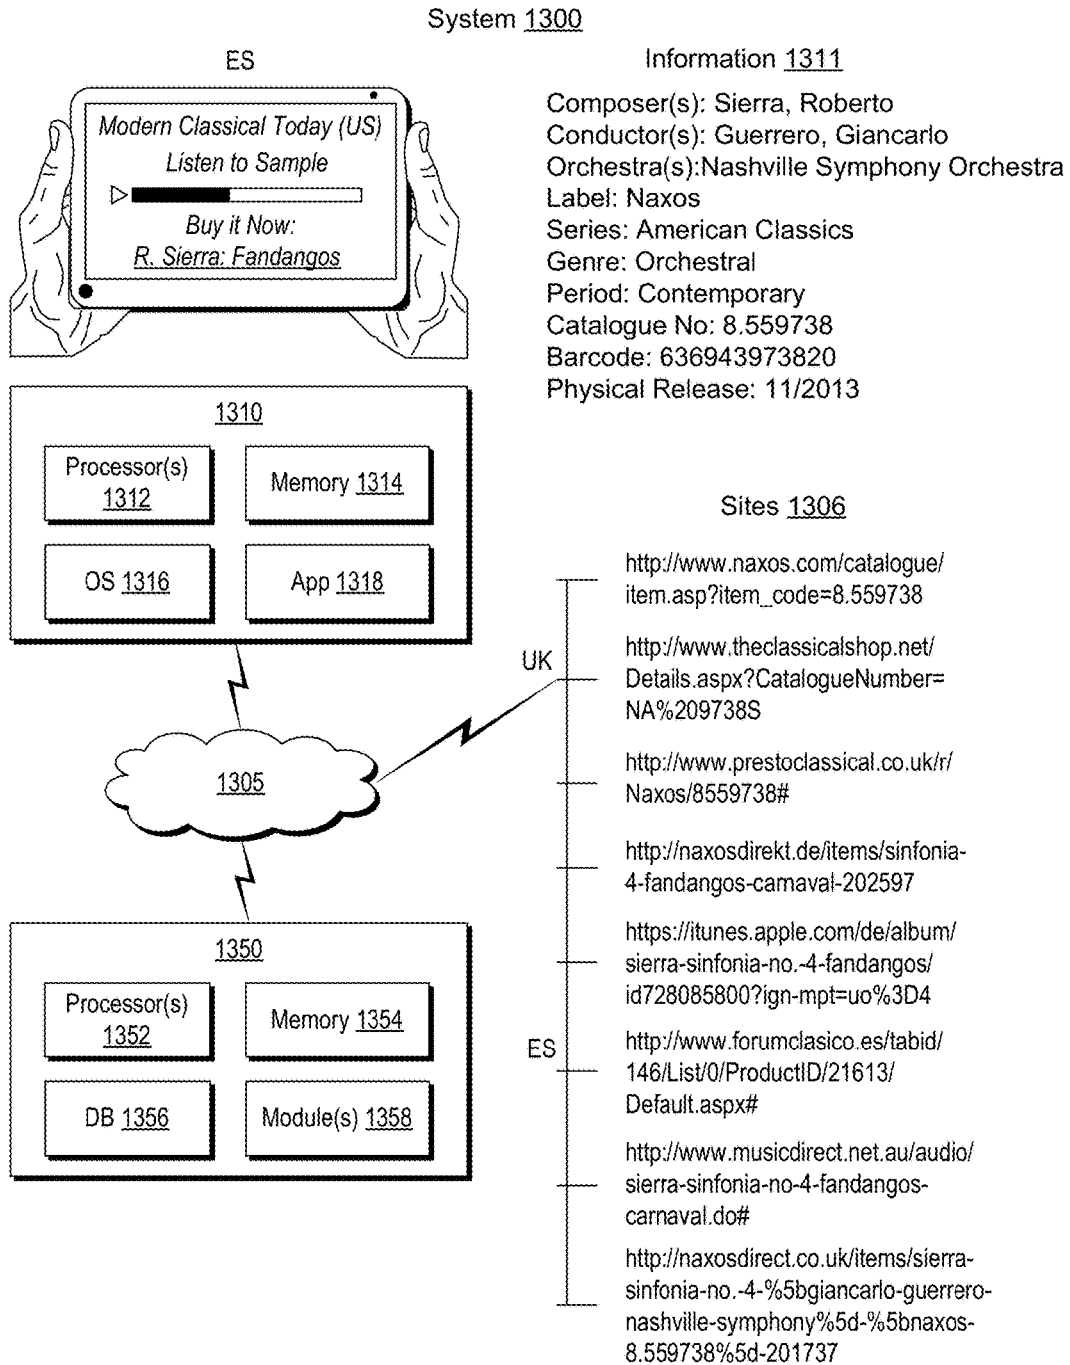 System 1300
ES
Modern Classical Today (US)
Listen to Sample
Buy it Now:
R. Sierra: Fandangos
Information 1311
Composer(s): Sierra, Roberto
Conductor(s): Guerrero, Giancarlo
Orchestra(s):Nashville Symphony Orchestra
Label: Naxos
Series: American Classics
Genre: Orchestral
Period: Contemporary
Catalogue No: 8.559738
Barcode: 636943973820
Physical Release: 11/2013
1310
Processor(s)
1312
Memory 1314
OS 1316
App 1318
1305
1350
Processor(s)
1352
Memory 1354
DB 1356
Module(s) 1358
Sites 1306
UK
ES
http://www.naxos.com/catalogue/
item.asp?item_code=8.559738
http://www.theclassicalshop.net/
Details.aspx?CatalogueNumber=
NA%209738S
http://www.prestoclassical.co.uk/r/
Naxos/8559738#
http://naxosdirekt.de/items/sinfonia-
4-fandangos-carnaval-202597
https://itunes.apple.com/de/album/
sierra-sinfonia-no.-4-fandangos/
id728085800?ign-mpt=uo%3D4
http://www.forumclasico.es/tabid/
146/List/0/ProductID/21613/
Default.aspx#
http://www.musicdirect.net.au/audio/
sierra-sinfonia-no-4-fandangos-
carnaval.do#
http://naxosdirect.co.uk/items/sierra-
sinfonia-no.-4-%5bgiancarlo-guerrero-
nashville-symphony%5d-%5bnaxos-
8.559738%5d-201737